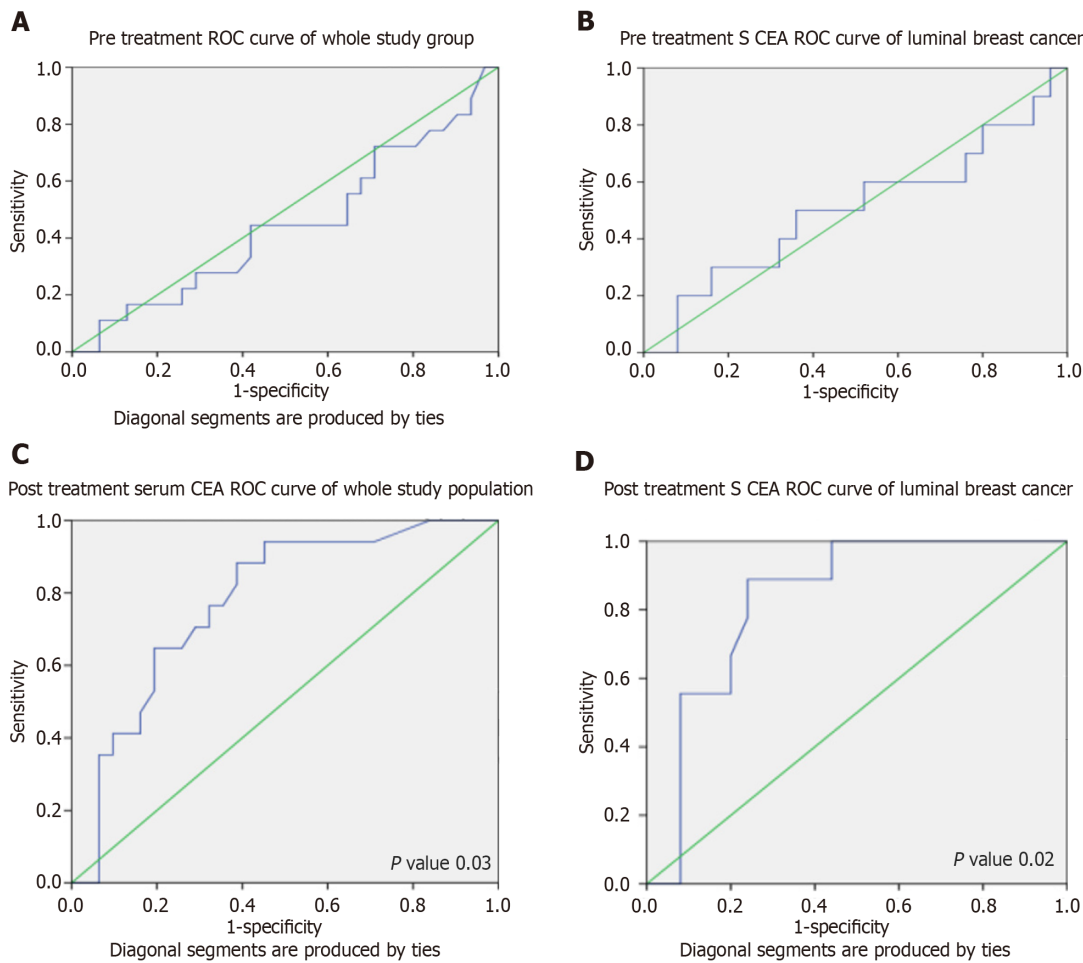 A
Pre treatment ROC curve of whole study group
1.0
0.8
0.6
0.4
0.2
0.0
Sensitivity
0.0 0.2 0.4 0.6 0.8 1.0
1-specificity
Diagonal segments are produced by ties
B
Pre treatment S CEA ROC curve of luminal breast cancer
1.0
0.8
0.6
0.4
0.2
0.0
Sensitivity
0.0 0.2 0.4 0.6 0.8 1.0
1-specificity
C
Post treatment serum CEA ROC curve of whole study population
1.0
0.8
0.6
0.4
0.2
0.0
Sensitivity
P value 0.03
0.0 0.2 0.4 0.6 0.8 1.0
1-specificity
Diagonal segments are produced by ties
D
Post treatment S CEA ROC curve of luminal breast cancer
1.0
0.8
0.6
0.4
0.2
0.0
Sensitivity
P value 0.02
0.0 0.2 0.4 0.6 0.8 1.0
1-specificity
Diagonal segments are produced by ties